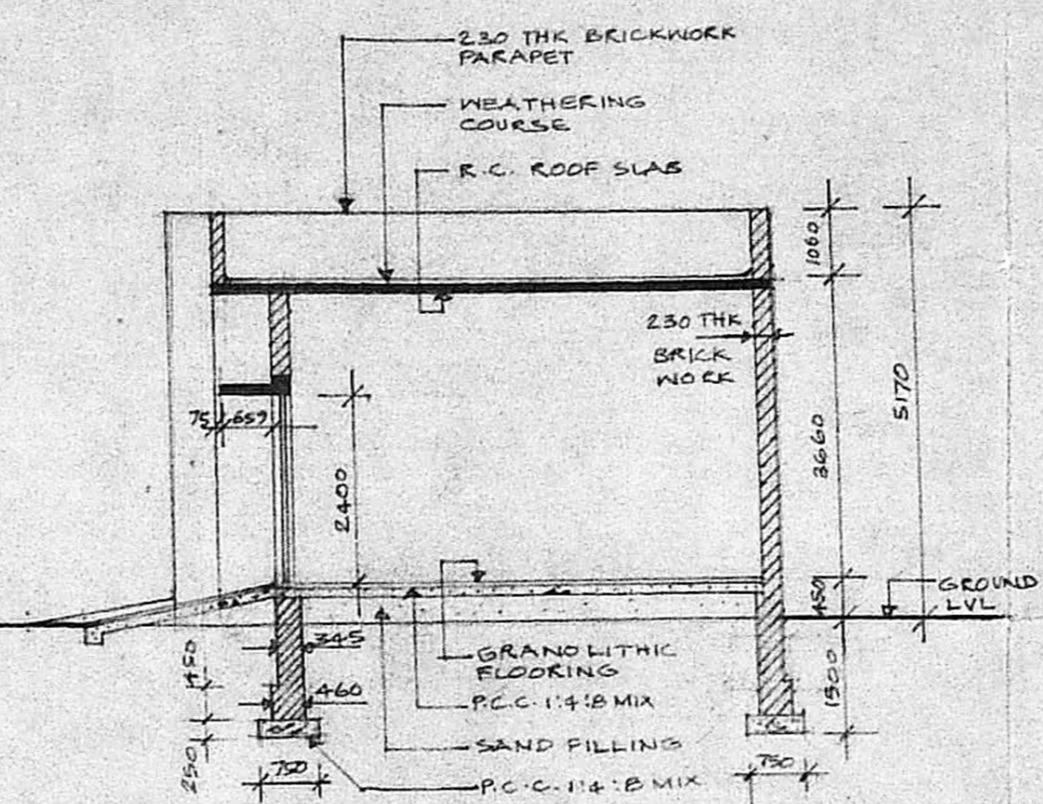 230 THK BRICKWORK
PARAPET
WEATHERING
COURSE
R.C. ROOF SLAB
1060
5170
230 THK
BRICK
WORK
75
659
2400
3660
450
GROUND
LVL
345
450
460
GRANOLITHIC
FLOORING
P.C.C. 1:4:8 MIX
1500
SAND FILLING
250
750
P.C.C. 1:4:8 MIX
750